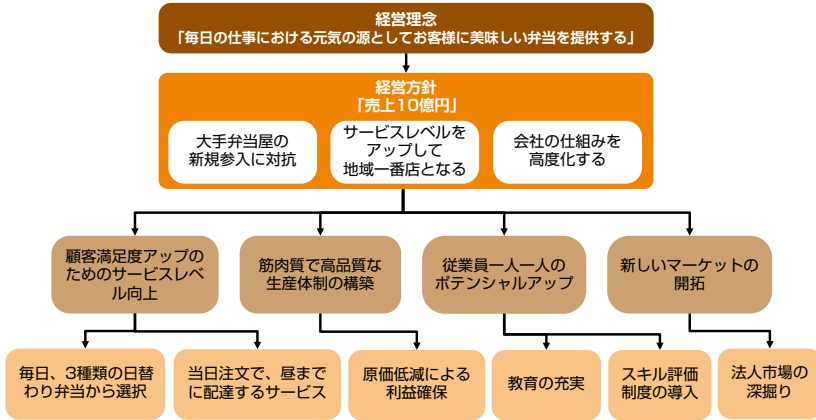 経営理念
「毎日の仕事における元気の源としてお客様に美味しい弁当を提供する」
経営方針
「売上10億円」
大手弁当屋の
新規参入に対抗
サービスレベルを
アップして
地域一番店となる
会社の仕組みを
高度化する
顧客満足度アップの
ためのサービスレベ
ル向上
筋肉質で高品質な
生産体制の構築
従業員一人一人の
ポテンシャルアップ
新しいマーケットの
開拓
毎日、3種類の日替
わり弁当から選択
当日注文で、昼まで
に配達するサービス
原価低減による
利益確保
教育の充実
スキル評価
制度の導入
法人市場の
深掘り